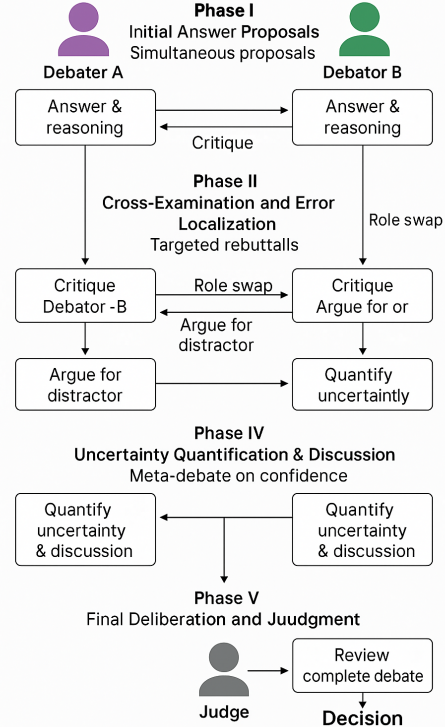 Phase I
Initial Answer Proposals
Simultaneous proposals
Debater A
Debator B
Answer &
reasoning
Answer &
reasoning
Critique
Phase II
Cross-Examination and Error
Localization
Targeted rebuttalls
Role swap
Critique
Debator -B
Role swap
Argue for
distractor
Critique
Argue for or
Argue for
distractor
Quantify
uncertaintly
Phase IV
Uncertainty Quantification & Discussion
Meta-debate on confidence
Quantify
uncertainty
& discussion
Quantify
uncertainty
& discussion
Phase V
Final Deliberation and Juudgment
Judge
Review
complete debate
Decision